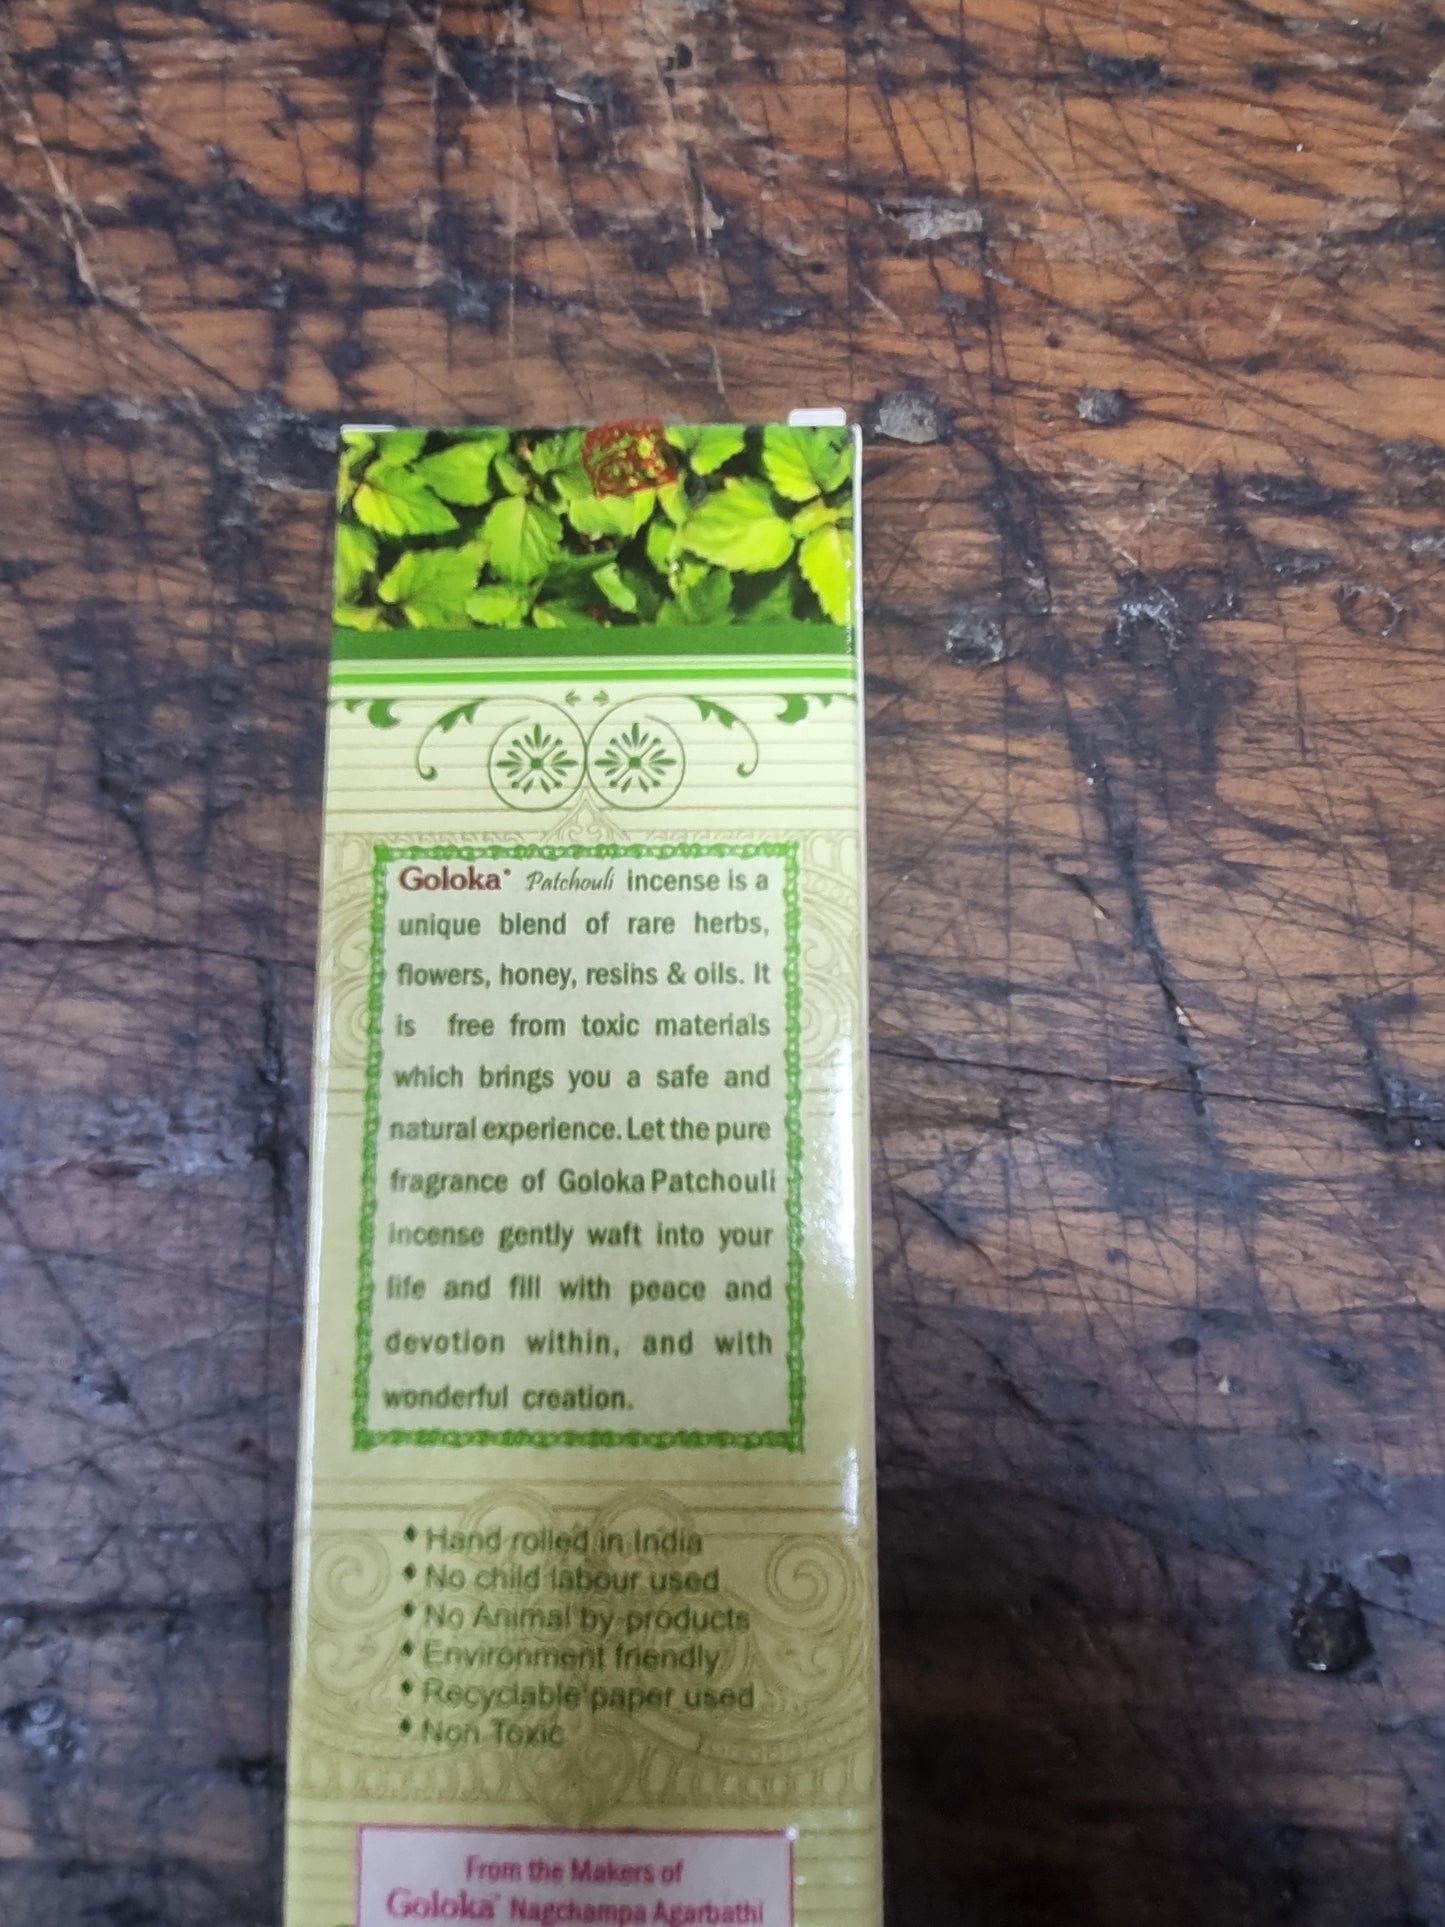 Goloka® Patchouli incense is a
unique blend of rare herbs,
flowers, honey, resins & oils. It
is free from toxic materials
which brings you a safe and
natural experience. Let the pure
fragrance of Goloka Patchouli
incense gently waft into your
life and fill with peace and
devotion within, and with
wonderful creation.
♦ Hand rolled in India
♦ No child labour used
♦ No Animal by-products
♦ Environment friendly
♦ Recyclable paper used
♦ Non Toxic
From the Makers of
Goloka® Nagchampa Agarbathi